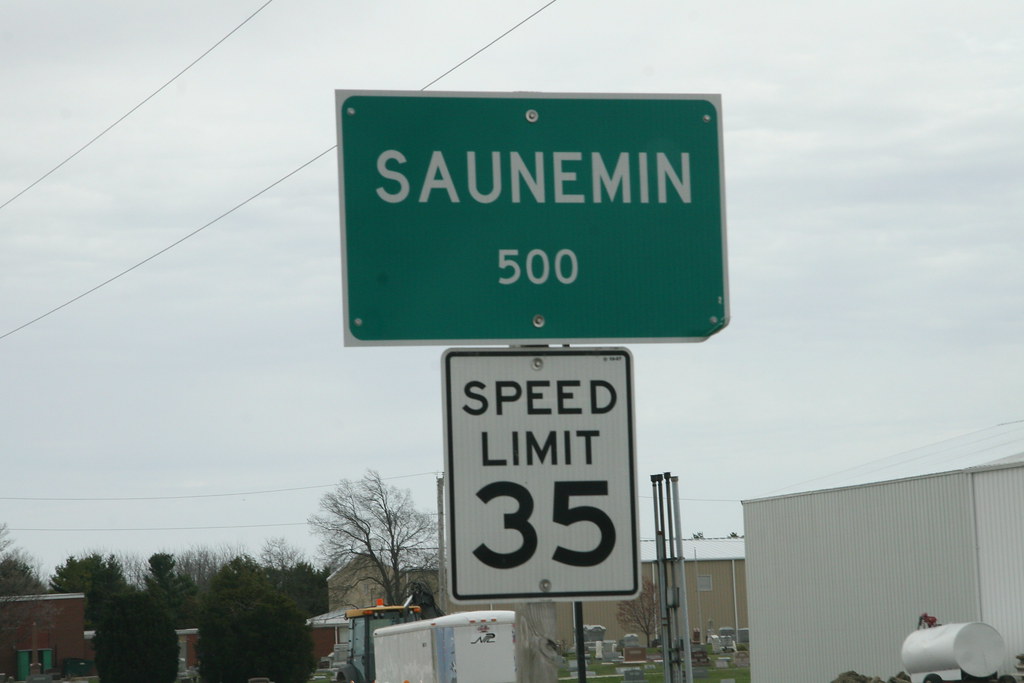 SAUNEMIN
500
SPEED
LIMIT
35